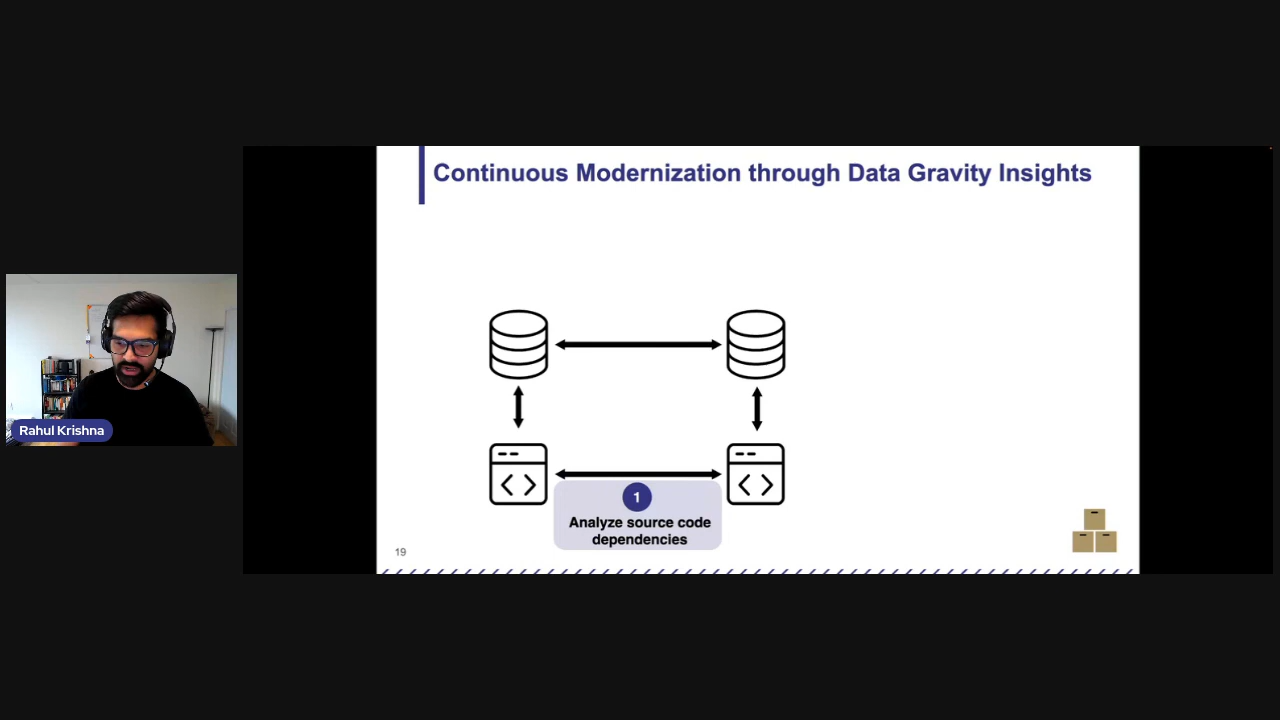 Continuous Modernization through Data Gravity Insights
1
Analyze source code
dependencies
19
Rahul Krishna